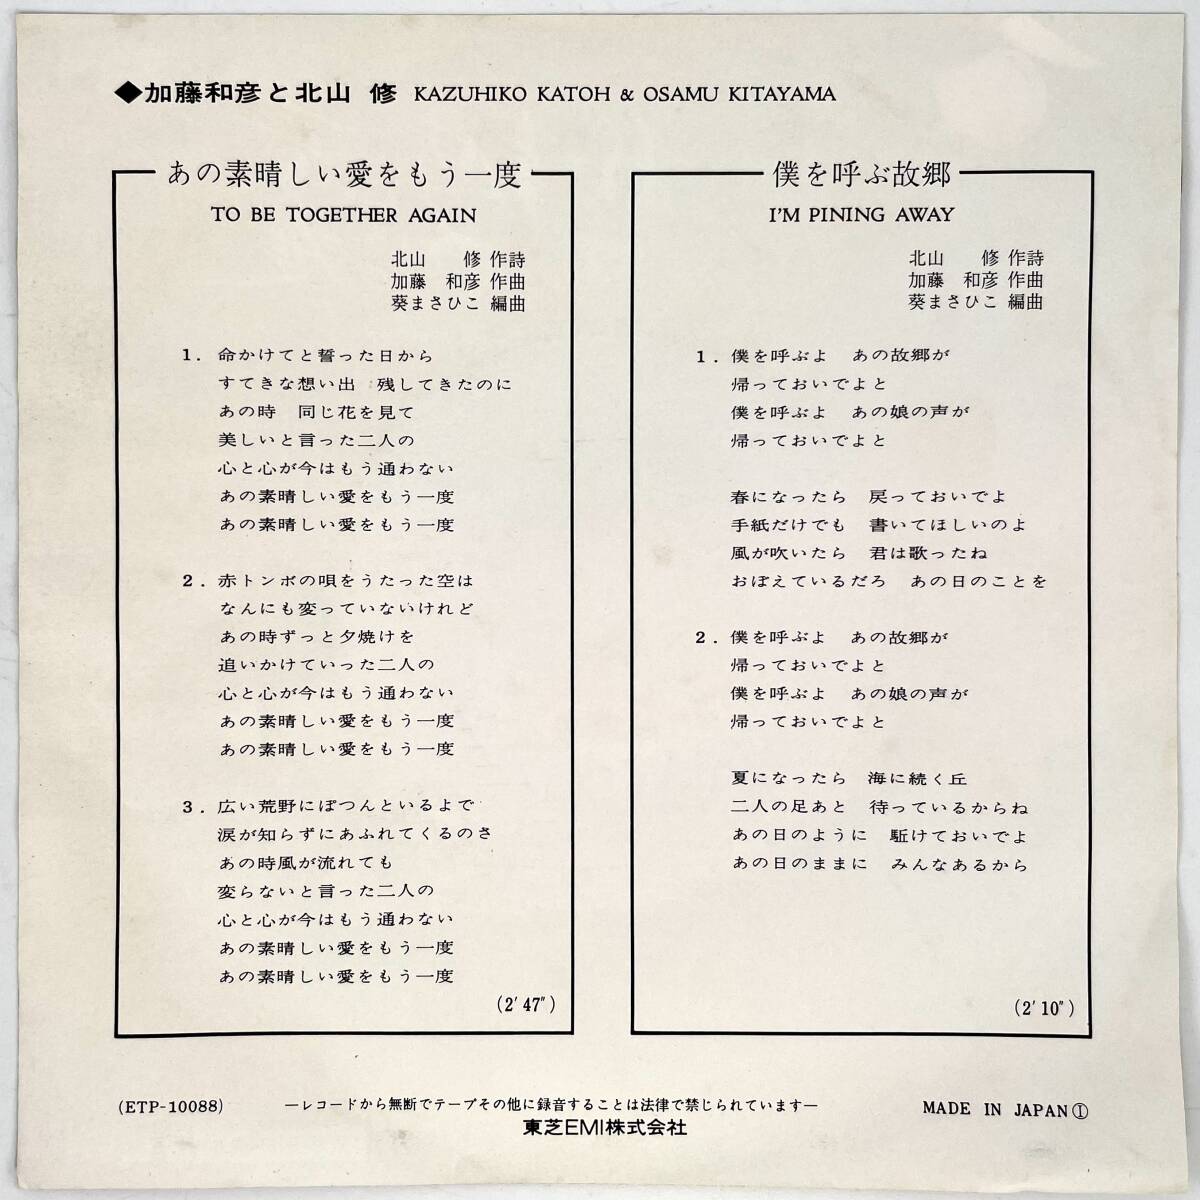 ◆加藤和彦と北山 修 KAZUHIKO KATOH & OSAMU KITAYAMA
あの素晴しい愛をもう一度
TO BE TOGETHER AGAIN
北山 修 作詩
加藤 和彦 作曲
葵まさひこ 編曲
1. 命かけてと誓った日から
すてきな想い出 残してきたのに
あの時 同じ花を見て
美しいと言った二人の
心と心が今はもう通わない
あの素晴しい愛をもう一度
あの素晴しい愛をもう一度
2. 赤トンボの唄をうたった空は
なんにも変っていないけれど
あの時ずっと夕焼けを
追いかけていった二人の
心と心が今はもう通わない
あの素晴しい愛をもう一度
あの素晴しい愛をもう一度
3. 広い荒野にぽつんといるよで
涙が知らずにあふれてくるのさ
あの時風が流れても
変らないと言った二人の
心と心が今はもう通わない
あの素晴しい愛をもう一度
あの素晴しい愛をもう一度
(2′47″)
僕を呼ぶ故郷
I'M PINING AWAY
北山 修 作詩
加藤 和彦 作曲
葵まさひこ 編曲
1. 僕を呼ぶよ あの故郷が
帰っておいでよと
僕を呼ぶよ あの娘の声が
帰っておいでよと
春になったら 戻っておいでよ
手紙だけでも 書いてほしいのよ
風が吹いたら 君は歌ったね
おぼえているだろ あの日のことを
2. 僕を呼ぶよ あの故郷が
帰っておいでよと
僕を呼ぶよ あの娘の声が
帰っておいでよと
夏になったら 海に続く丘
二人の足あと 待っているからね
あの日のように 駈けておいでよ
あの日のままに みんなあるから
(2′10″)
(ETP-10088)
—レコードから無断でテープその他に録音することは法律で禁じられています—
東芝EMI株式会社
MADE IN JAPANⒾ